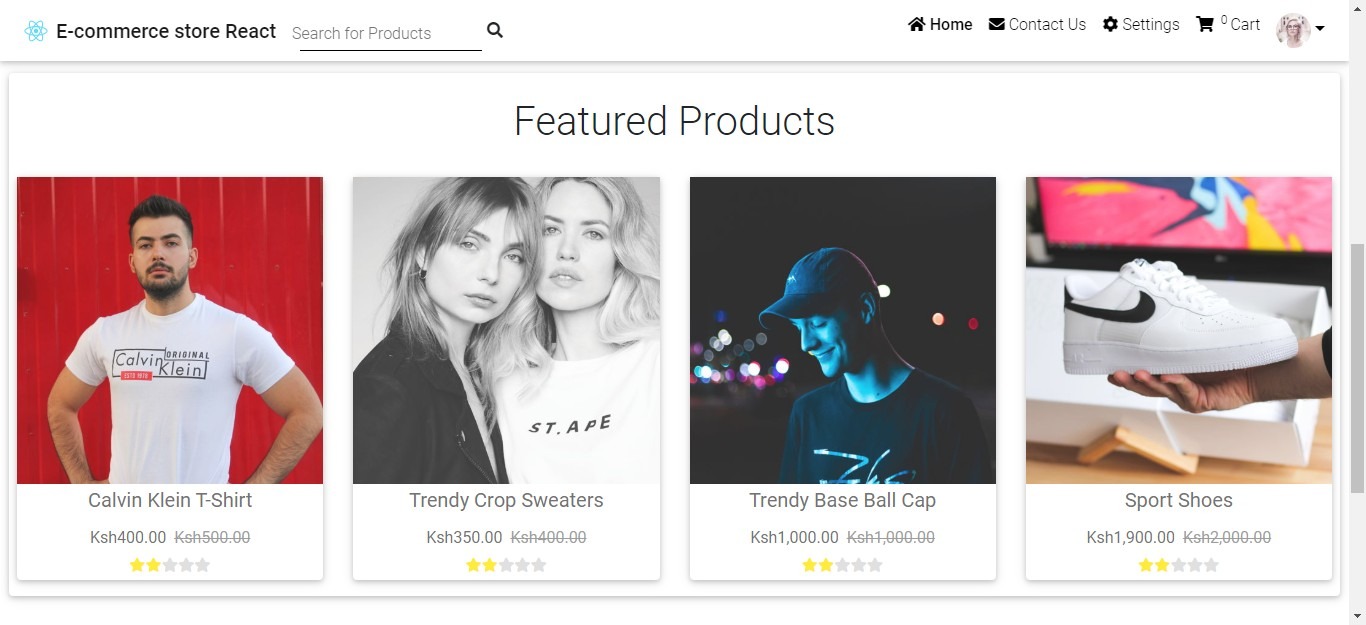 E-commerce store React
Search for Products
Home
Contact Us
Settings
0 Cart
Featured Products
Calvin Klein
ORIGINAL
ESTD 1978
ST.APE
Calvin Klein T-Shirt
Trendy Crop Sweaters
Trendy Base Ball Cap
Sport Shoes
Ksh400.00 Ksh500.00
Ksh350.00 Ksh400.00
Ksh1,000.00 Ksh1,000.00
Ksh1,900.00 Ksh2,000.00